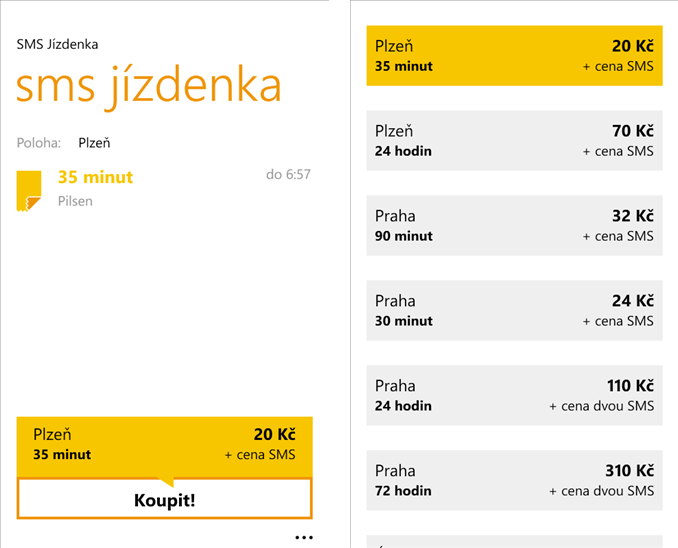 SMS Jízdenka
sms jízdenka
Poloha: Plzeň
35 minut do 6:57
Pilsen
Plzeň 20 Kč
35 minut + cena SMS
Koupit!
Plzeň 20 Kč
35 minut + cena SMS
Plzeň 70 Kč
24 hodin + cena SMS
Praha 32 Kč
90 minut + cena SMS
Praha 24 Kč
30 minut + cena SMS
Praha 110 Kč
24 hodin + cena dvou SMS
Praha 310 Kč
72 hodin + cena dvou SMS